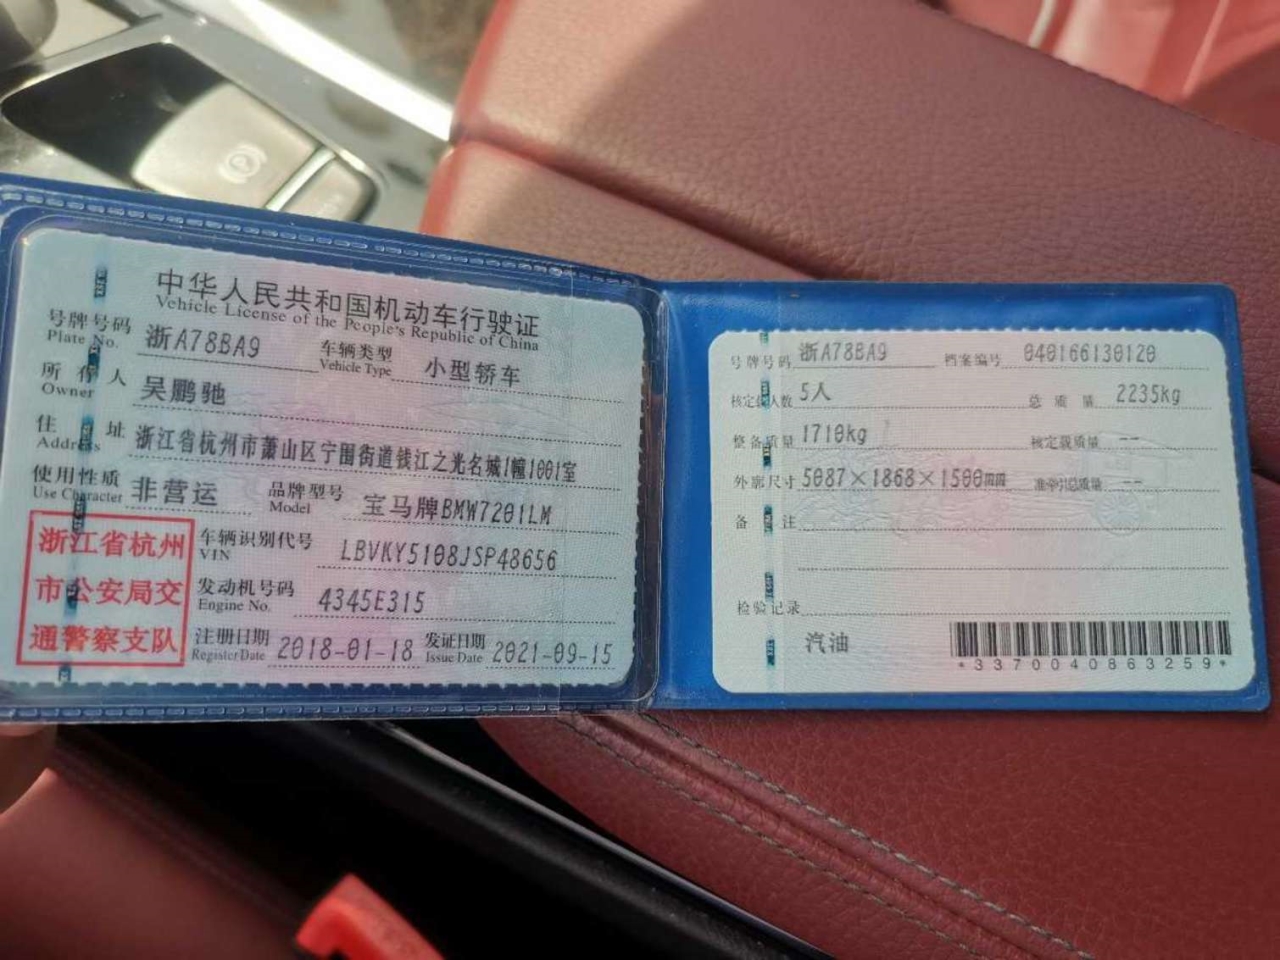 中华人民共和国机动车行驶证
Vehicle License of the People's Republic of China
号牌号码 浙A78BA9 车辆类型 小型轿车
Plate No. Vehicle Type
所有人 吴鹏驰
Owner
住址 浙江省杭州市萧山区宁围街道钱江之光名城1幢1001室
Address
使用性质 非营运 品牌型号 宝马牌BMW7201LM
Use Character Model
浙江省杭州
市公安局交
通警察支队
车辆识别代号 LBVKY5108JSP48656
VIN
发动机号码 4345E315
Engine No.
注册日期 2018-01-18 发证日期 2021-09-15
Register Date Issue Date
号牌号码 浙A78BA9 档案编号 040166130120
核定载人数 5人 总质量 2235kg
整备质量 1710kg 核定载质量 --
外廓尺寸 5087×1868×1500mm 准牵引总质量 --
备注
检验记录
汽油
*3370040863259*
(P)